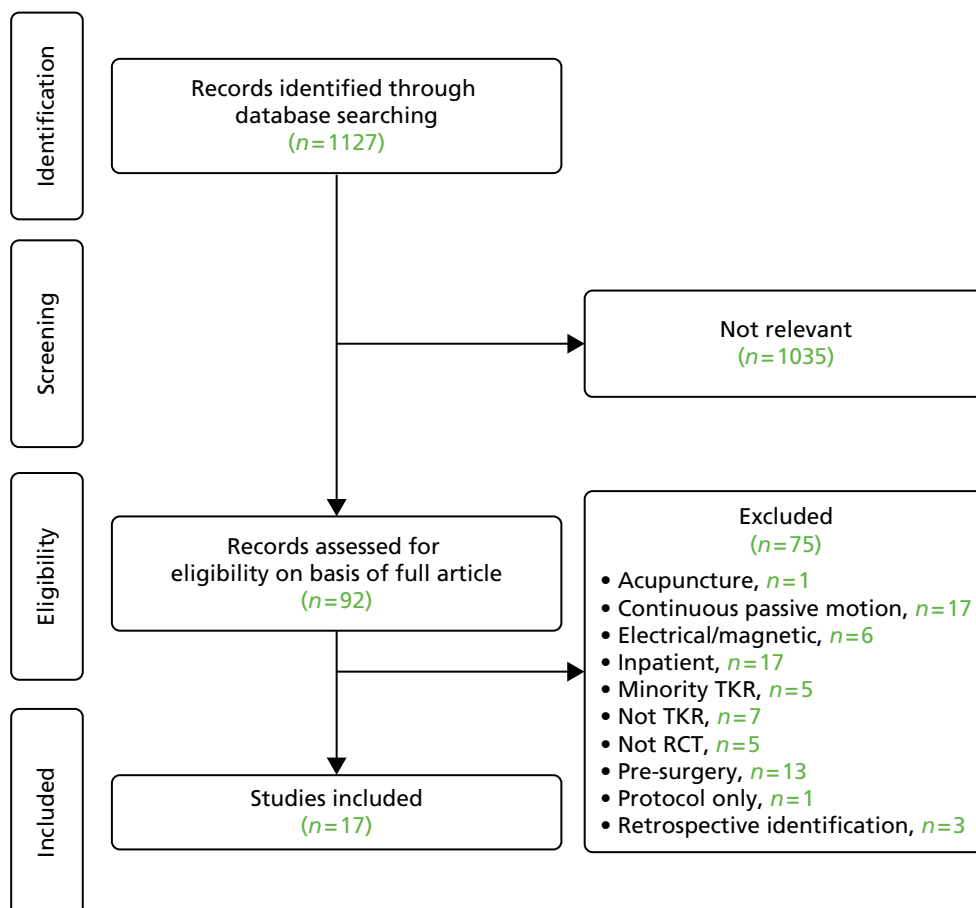 Identification
Records identified through
database searching
(n=1127)
Screening
Not relevant
(n=1035)
Eligibility
Records assessed for
eligibility on basis of full article
(n=92)
Excluded
(n=75)
• Acupuncture, n=1
• Continuous passive motion, n=17
• Electrical/magnetic, n=6
• Inpatient, n=17
• Minority TKR, n=5
• Not TKR, n=7
• Not RCT, n=5
• Pre-surgery, n=13
• Protocol only, n=1
• Retrospective identification, n=3
Included
Studies included
(n=17)